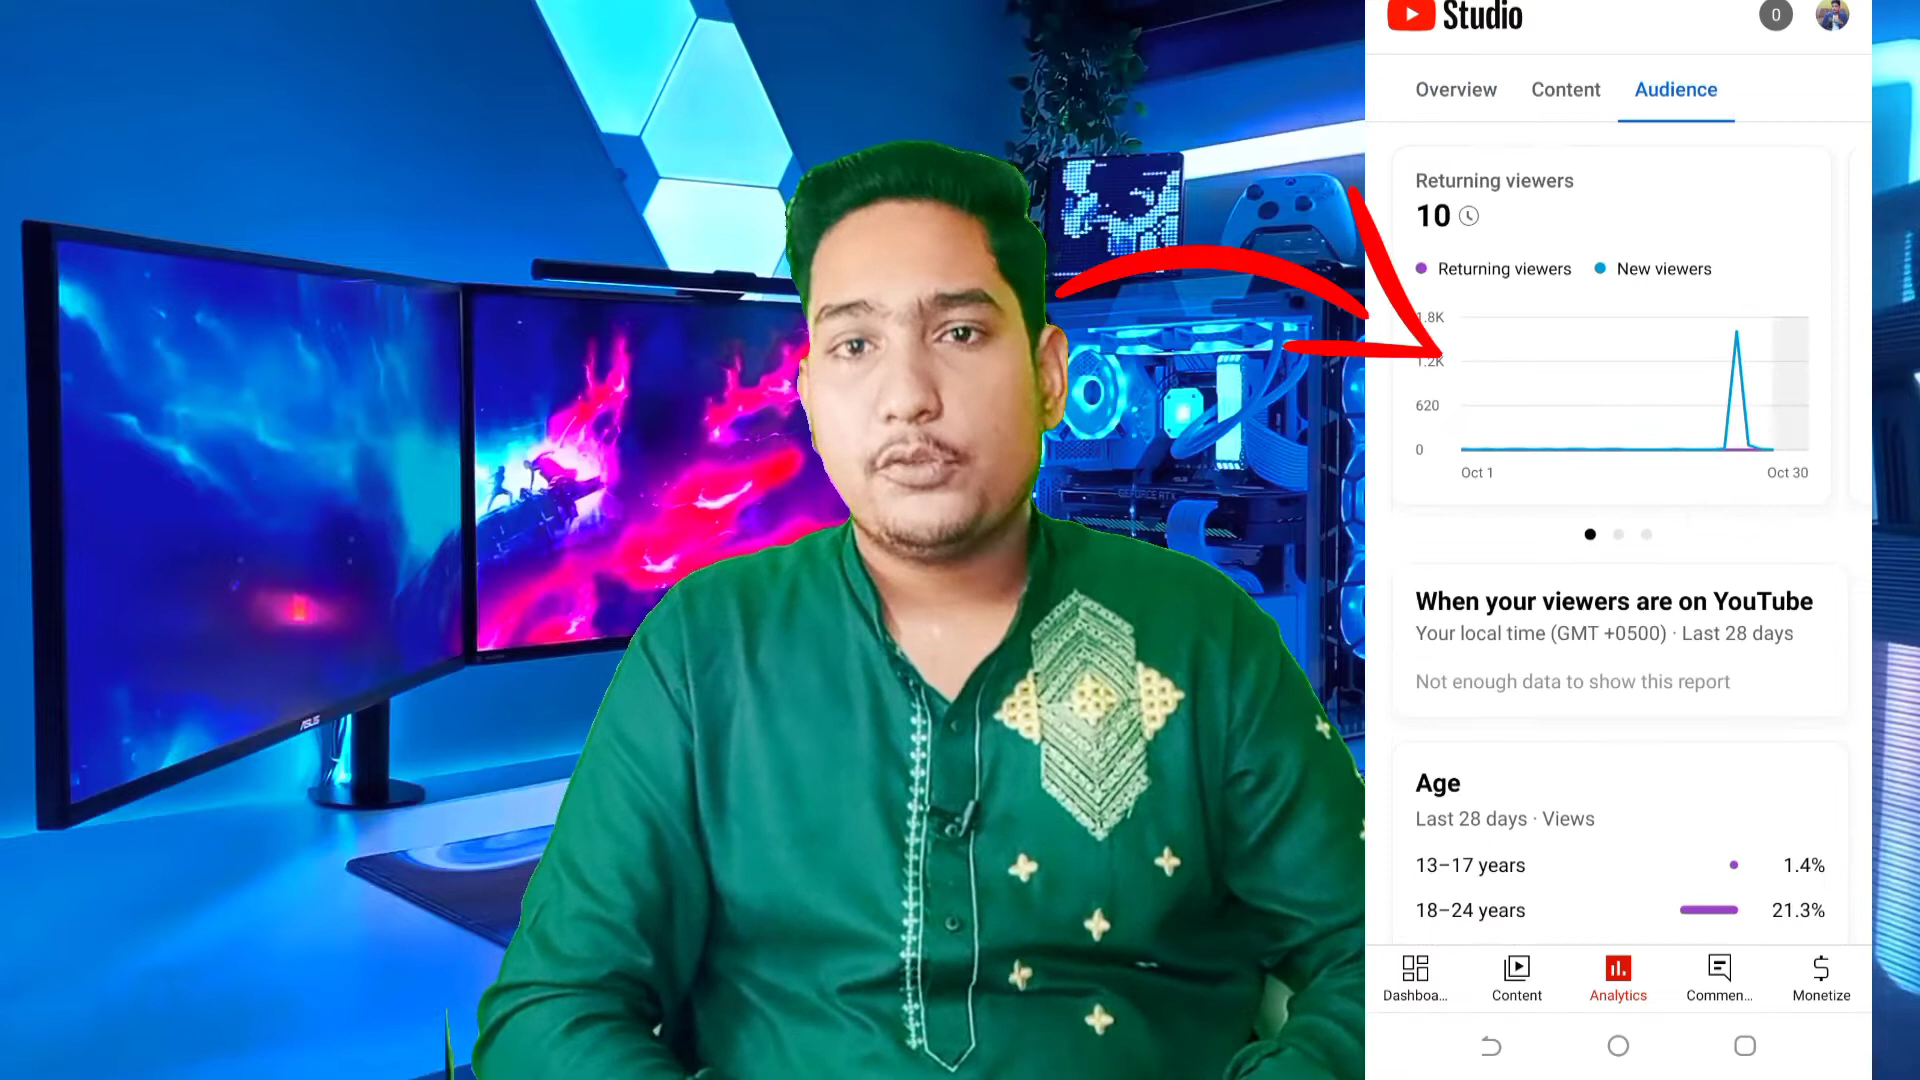 Studio
0
Overview Content Audience
Returning viewers
10
Returning viewers New viewers
1.8K
1.2K
620
0
Oct 1 Oct 30
When your viewers are on YouTube
Your local time (GMT +0500) · Last 28 days
Not enough data to show this report
Age
Last 28 days · Views
13–17 years 1.4%
18–24 years 21.3%
Dashboa... Content Analytics Commen... Monetize
ASUS
GEFORCE RTX